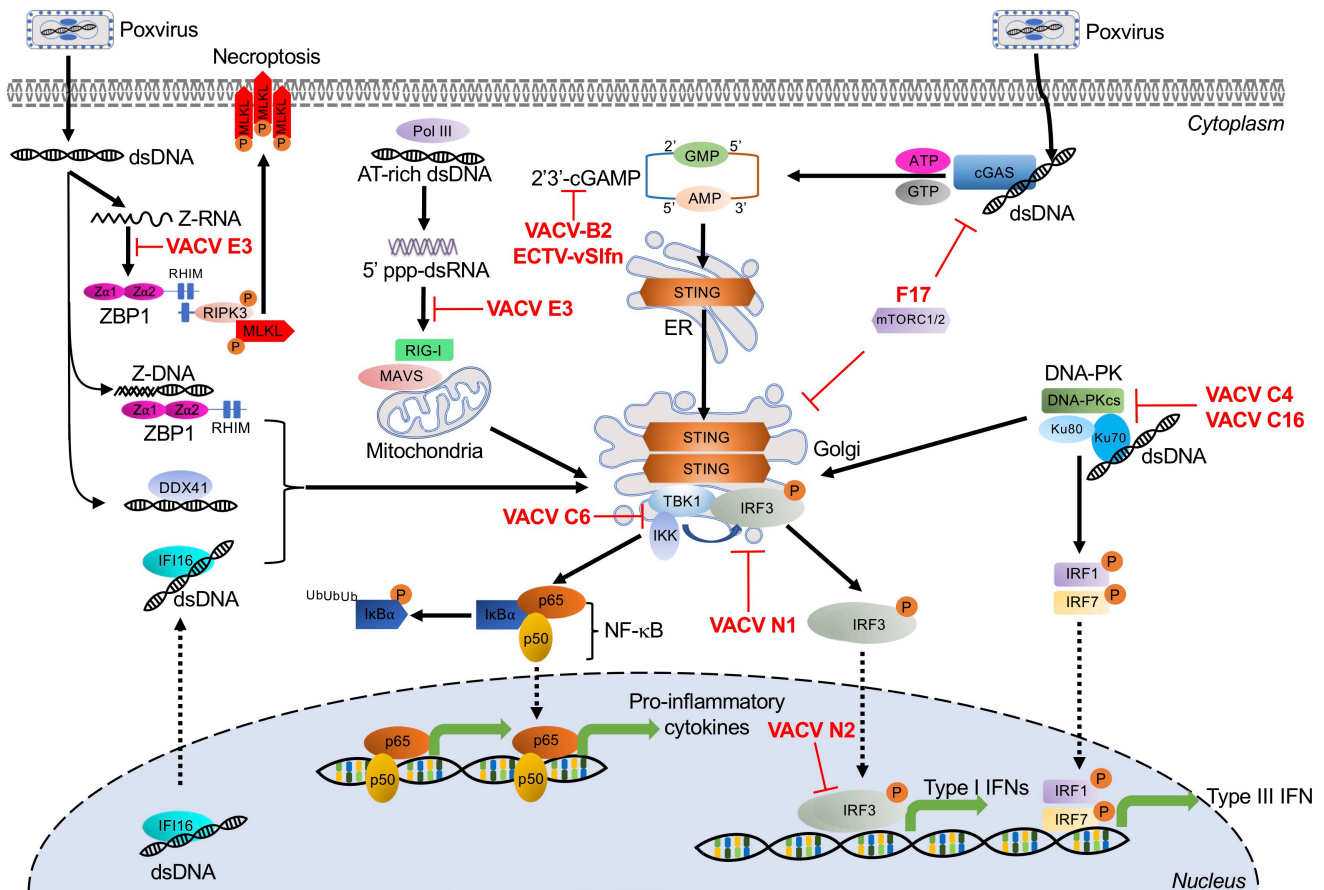 Poxvirus
Poxvirus
Necroptosis
MLKL
MLKL
MLKL
P
P
P
Cytoplasm
dsDNA
Pol III
AT-rich dsDNA
2’3’-cGAMP
2’
5’
GMP
AMP
5’
3’
ATP
GTP
cGAS
dsDNA
Z-RNA
VACV E3
VACV-B2
ECTV-vSlfn
5’ ppp-dsRNA
VACV E3
RHIM
Zα1
Zα2
ZBP1
RIPK3
P
MLKL
P
STING
ER
F17
mTORC1/2
RIG-I
MAVS
Mitochondria
Z-DNA
Zα1
Zα2
ZBP1
RHIM
DNA-PK
DNA-PKcs
Ku80
Ku70
dsDNA
VACV C4
VACV C16
STING
STING
Golgi
DDX41
TBK1
IKK
IRF3
P
VACV C6
IFI16
dsDNA
UbUbUb
P
IκBα
IκBα
p65
p50
NF-κB
VACV N1
P
IRF3
IRF1
P
IRF7
P
Pro-inflammatory
cytokines
p65
p50
p65
p50
VACV N2
IRF3
P
Type I IFNs
IRF1
P
IRF7
P
Type III IFN
IFI16
dsDNA
Nucleus